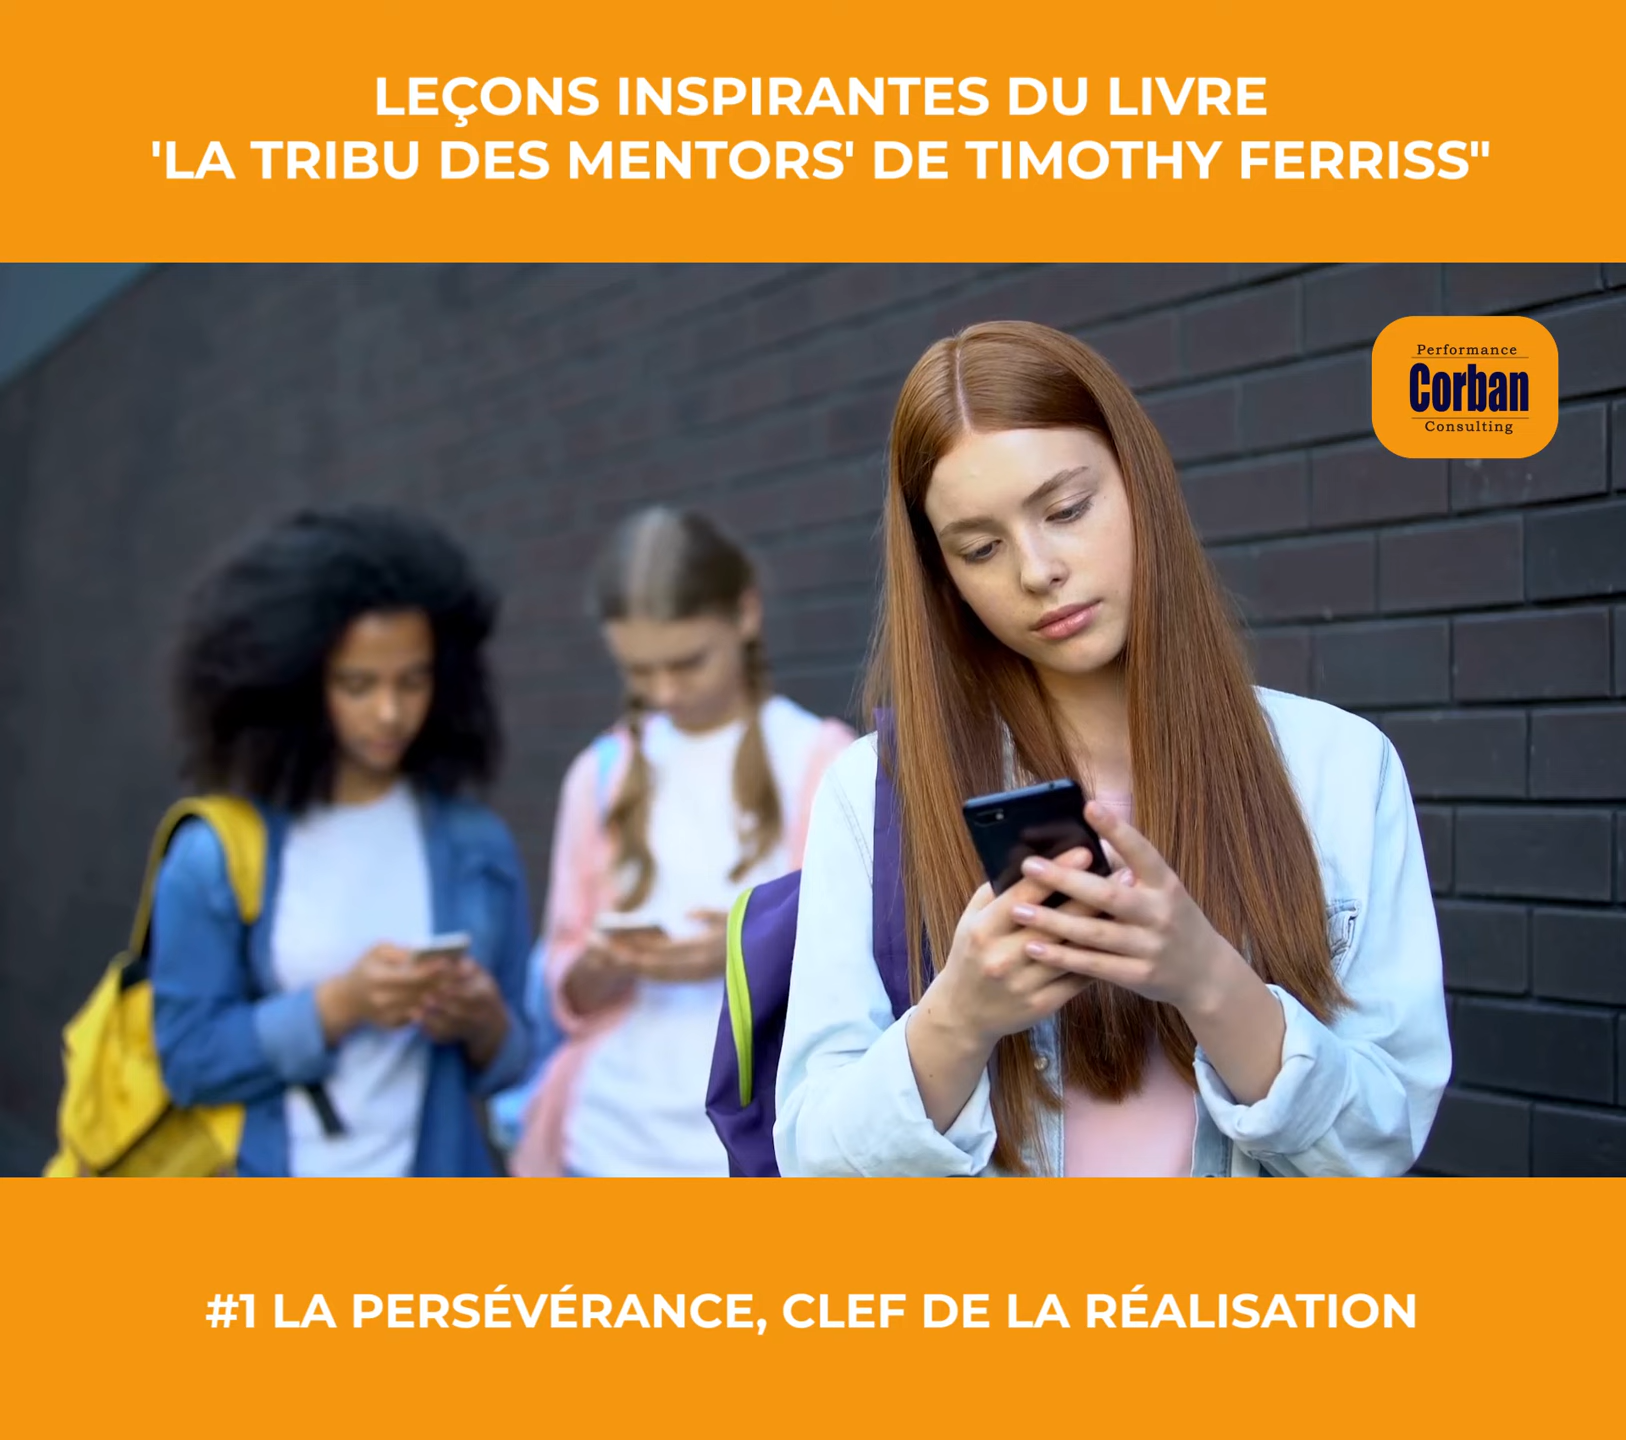 LEÇONS INSPIRANTES DU LIVRE
'LA TRIBU DES MENTORS' DE TIMOTHY FERRISS"
Performance
Corban
Consulting
#1 LA PERSÉVÉRANCE, CLEF DE LA RÉALISATION